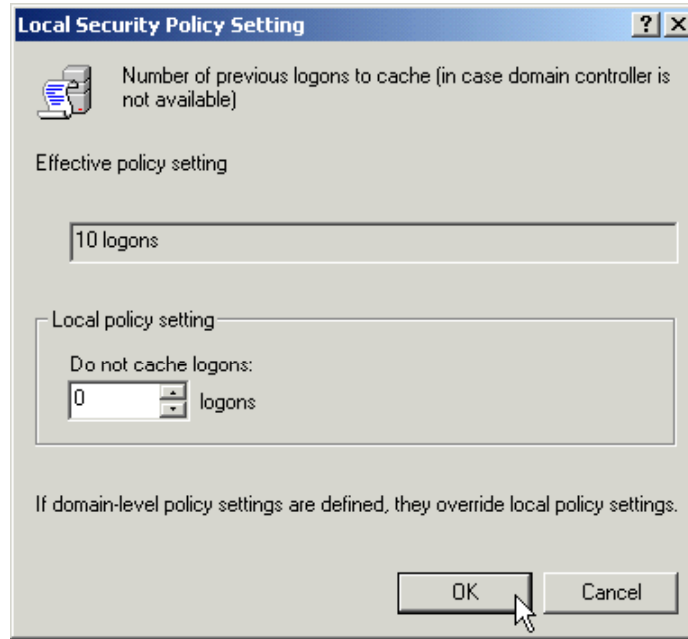 Local Security Policy Setting
Number of previous logons to cache (in case domain controller is
not available)
Effective policy setting
10 logons
Local policy setting
Do not cache logons:
0 logons
If domain-level policy settings are defined, they override local policy settings.
OK Cancel